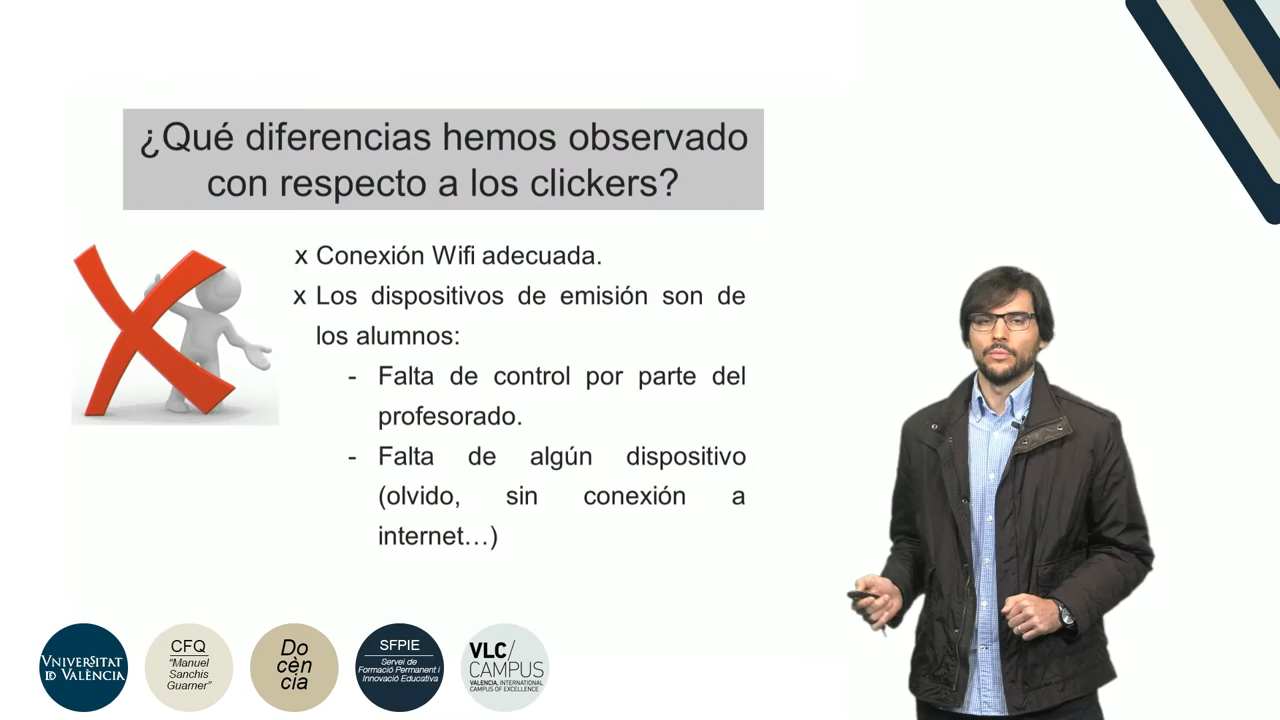 ¿Qué diferencias hemos observado
con respecto a los clickers?
x Conexión Wifi adecuada.
x Los dispositivos de emisión son de
los alumnos:
- Falta de control por parte del
profesorado.
- Falta de algún dispositivo
(olvido, sin conexión a
internet…)
VNIVERSITAT
ID VALÈNCIA
CFQ
"Manuel
Sanchis
Guarner"
Do
cèn
cia
SFPIE
Servei de
Formació Permanent i
Innovació Educativa
VLC/
CAMPUS
VALENCIA, INTERNATIONAL
CAMPUS OF EXCELLENCE